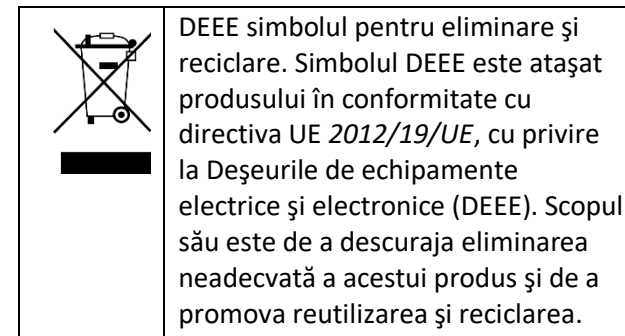 DEEE simbolul pentru eliminare şi
reciclare. Simbolul DEEE este ataşat
produsului în conformitate cu
directiva UE 2012/19/UE, cu privire
la Deşeurile de echipamente
electrice şi electronice (DEEE). Scopul
său este de a descuraja eliminarea
neadecvată a acestui produs şi de a
promova reutilizarea şi reciclarea.